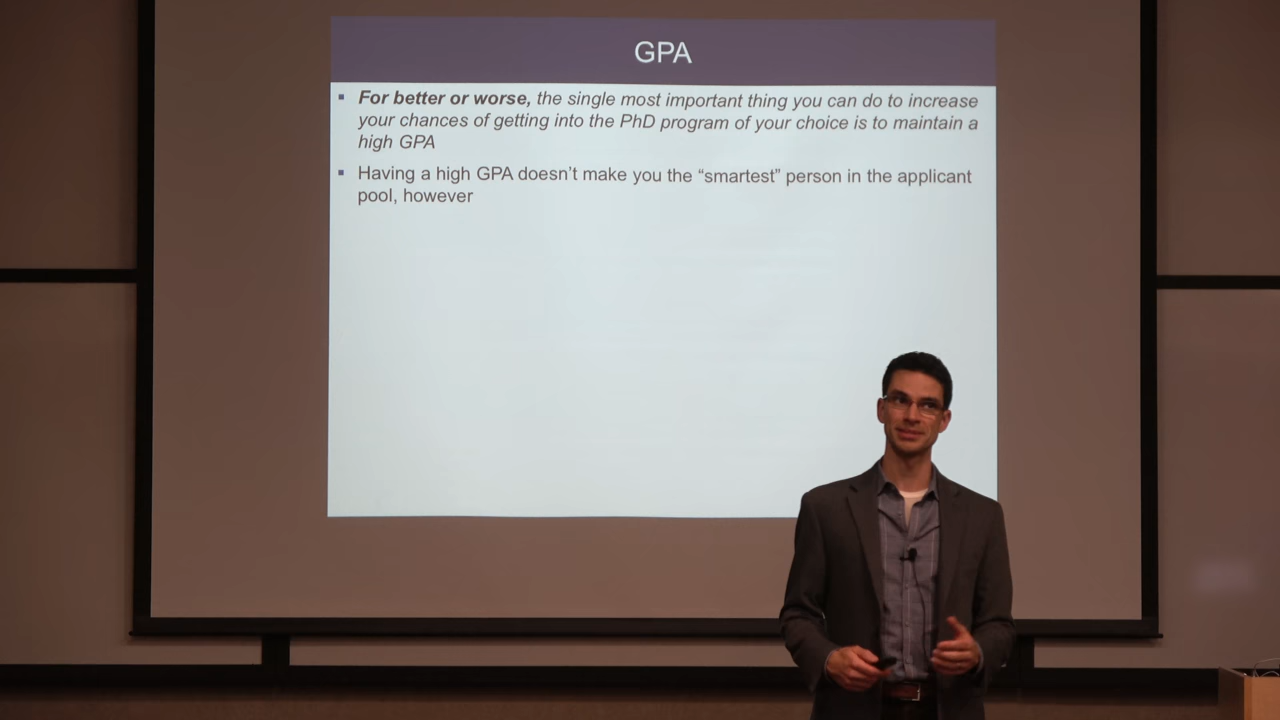 GPA
▪ For better or worse, the single most important thing you can do to increase
your chances of getting into the PhD program of your choice is to maintain a
high GPA
▪ Having a high GPA doesn’t make you the “smartest” person in the applicant
pool, however